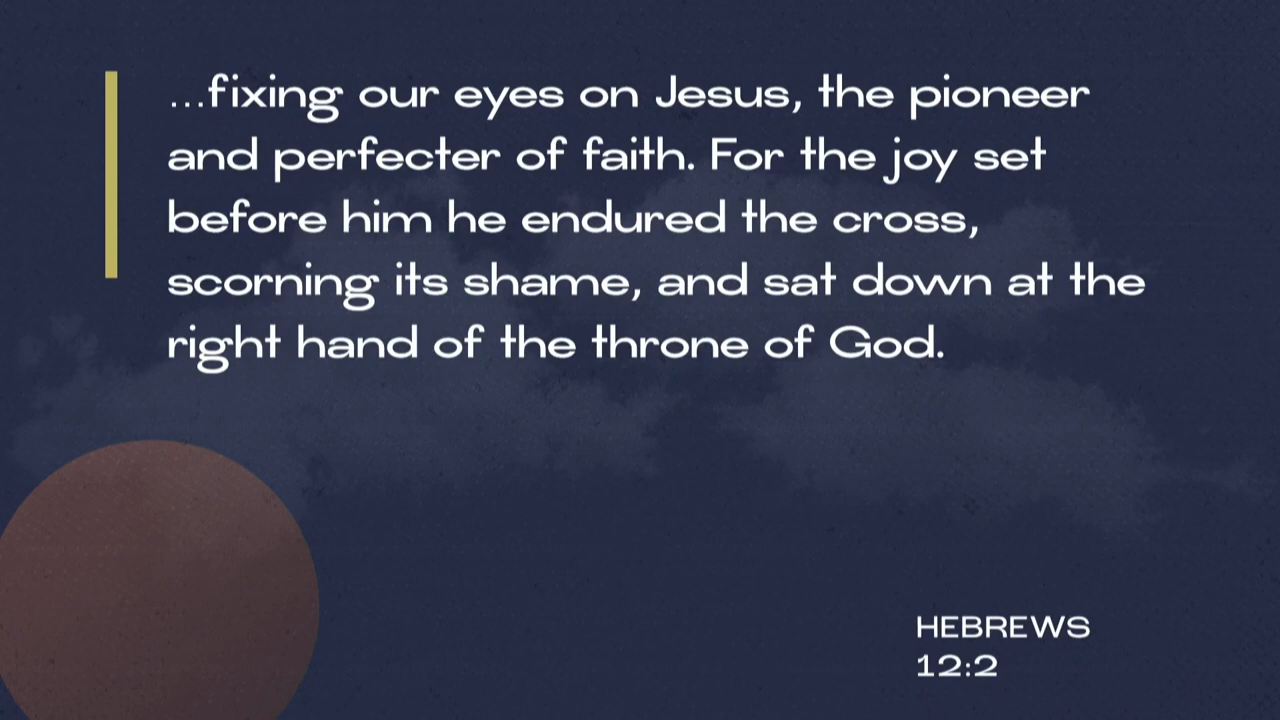 ...fixing our eyes on Jesus, the pioneer
and perfecter of faith. For the joy set
before him he endured the cross,
scorning its shame, and sat down at the
right hand of the throne of God.
HEBREWS
12:2